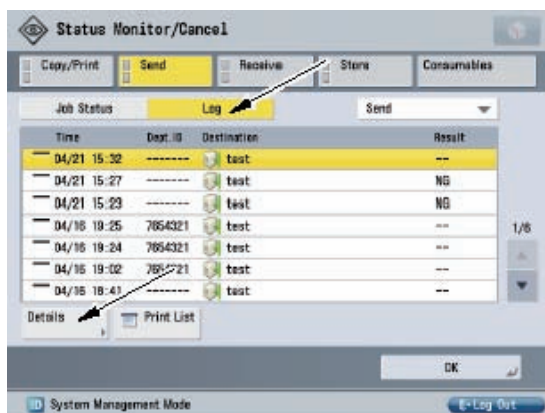 Status Monitor/Cancel
Copy/Print Send Receive Store Consumables
Job Status Log Send
Time Dept. ID Destination Result
04/21 15:32 ------- test --
04/21 15:27 ------- test NG
04/21 15:23 ------- test NG
04/16 19:25 7654321 test --
04/16 19:24 7654321 test --
04/16 19:02 7654321 test --
04/16 18:41 ------- test --
1/6
Details Print List
OK
ID System Management Mode Log Out